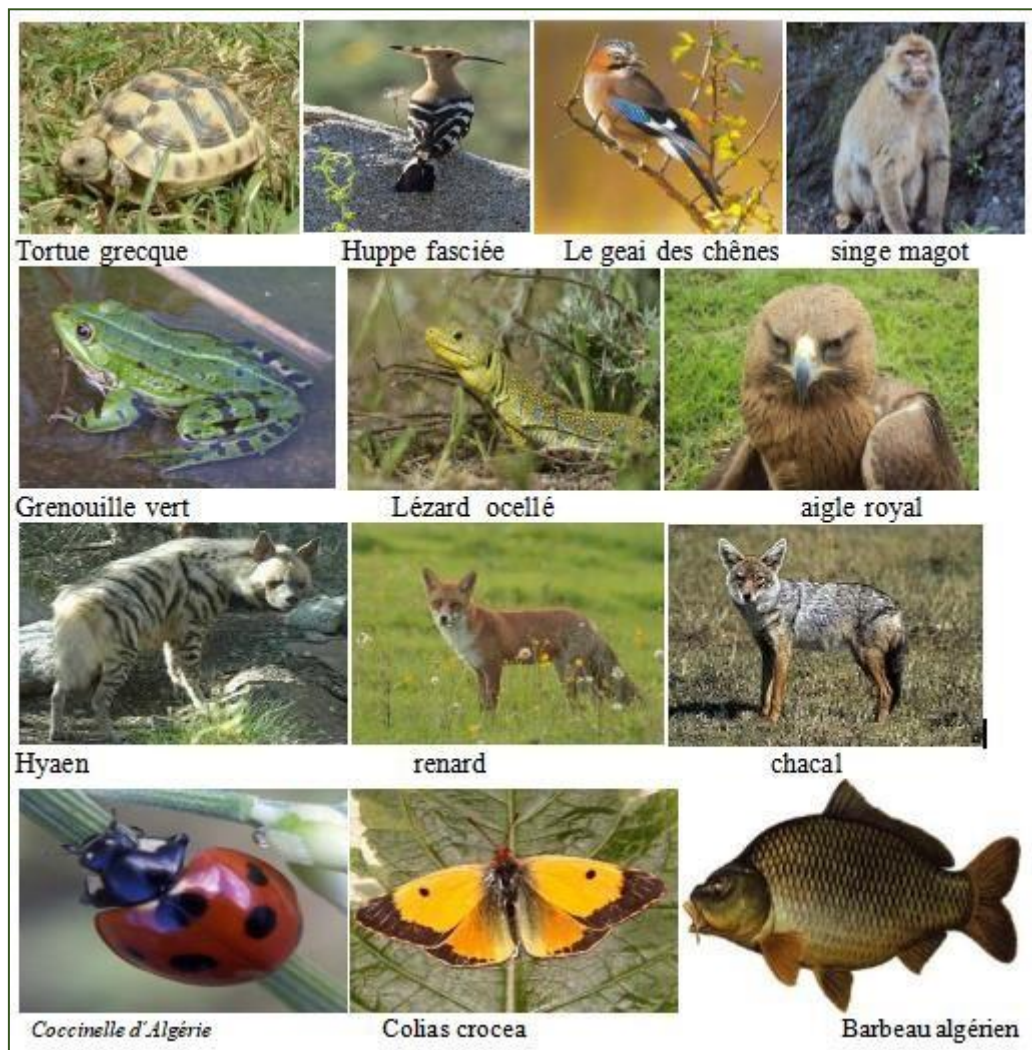 Tortue grecque Huppe fasciée Le geai des chênes singe magot
Grenouille vert Lézard ocellé aigle royal
Hyaen renard chacal
Coccinelle d'Algérie Colias crocea Barbeau algérien